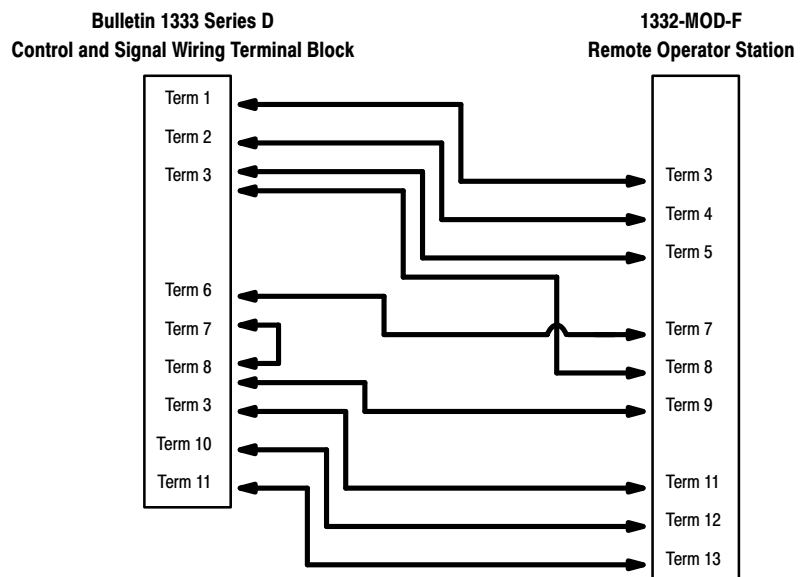 Bulletin 1333 Series D
Control and Signal Wiring Terminal Block
Term 1
Term 2
Term 3
Term 6
Term 7
Term 8
Term 3
Term 10
Term 11
1332-MOD-F
Remote Operator Station
Term 3
Term 4
Term 5
Term 7
Term 8
Term 9
Term 11
Term 12
Term 13